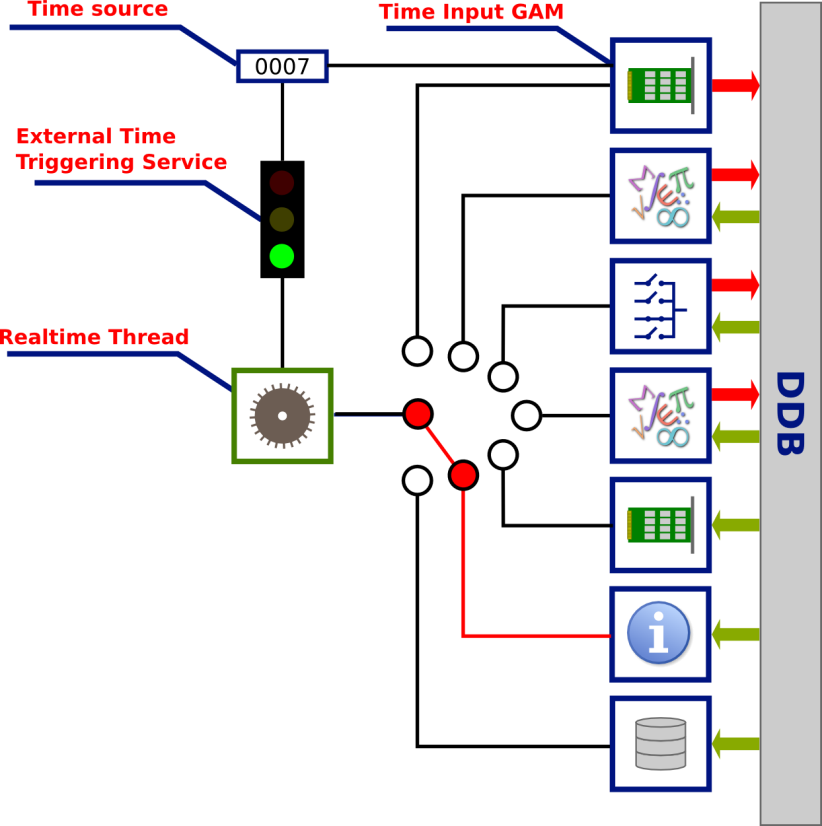 Time source
Time Input GAM
0007
External Time
Triggering Service
Realtime Thread
DDB